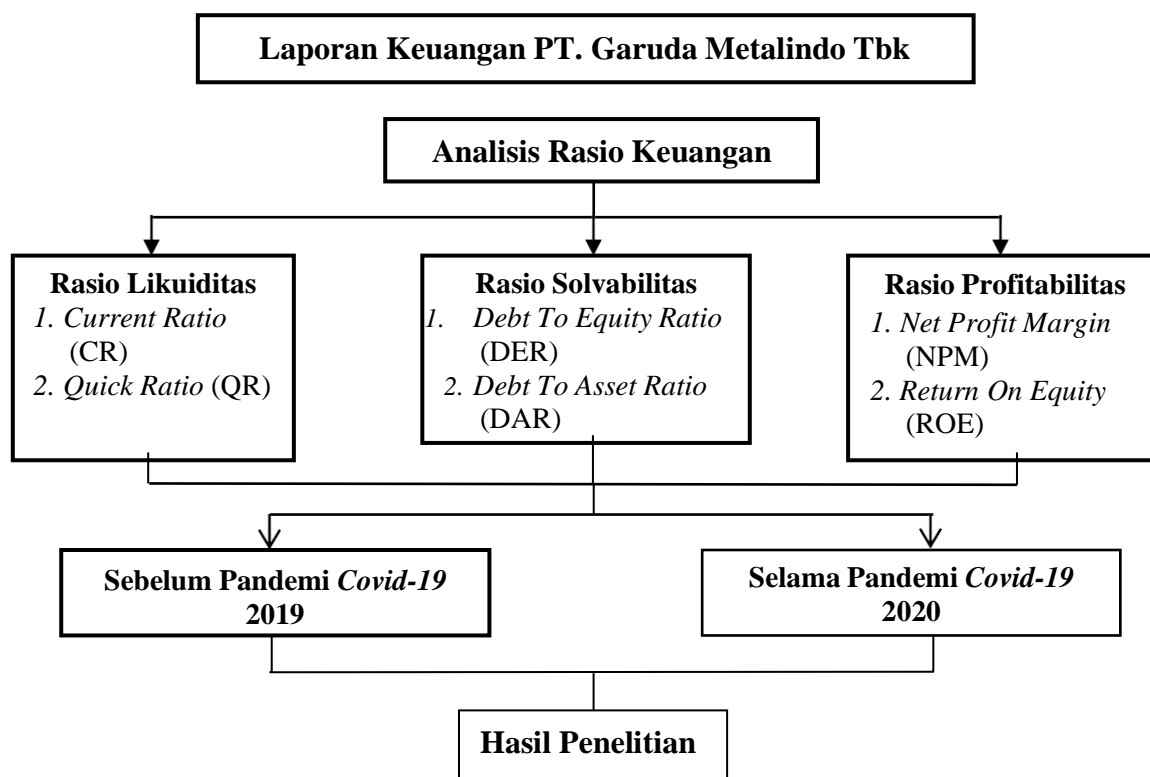 Laporan Keuangan PT. Garuda Metalindo Tbk
Analisis Rasio Keuangan
Rasio Likuiditas
1. Current Ratio
(CR)
2. Quick Ratio (QR)
Rasio Solvabilitas
1. Debt To Equity Ratio
(DER)
2. Debt To Asset Ratio
(DAR)
Rasio Profitabilitas
1. Net Profit Margin
(NPM)
2. Return On Equity
(ROE)
Sebelum Pandemi Covid-19
2019
Selama Pandemi Covid-19
2020
Hasil Penelitian